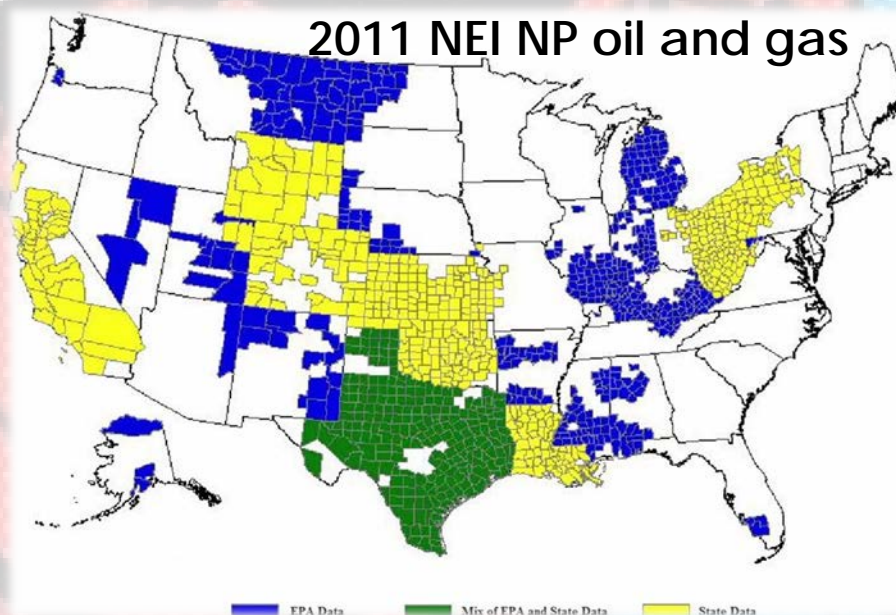 2011 NEI NP oil and gas
EPA Data Mix of EPA and State Data State Data